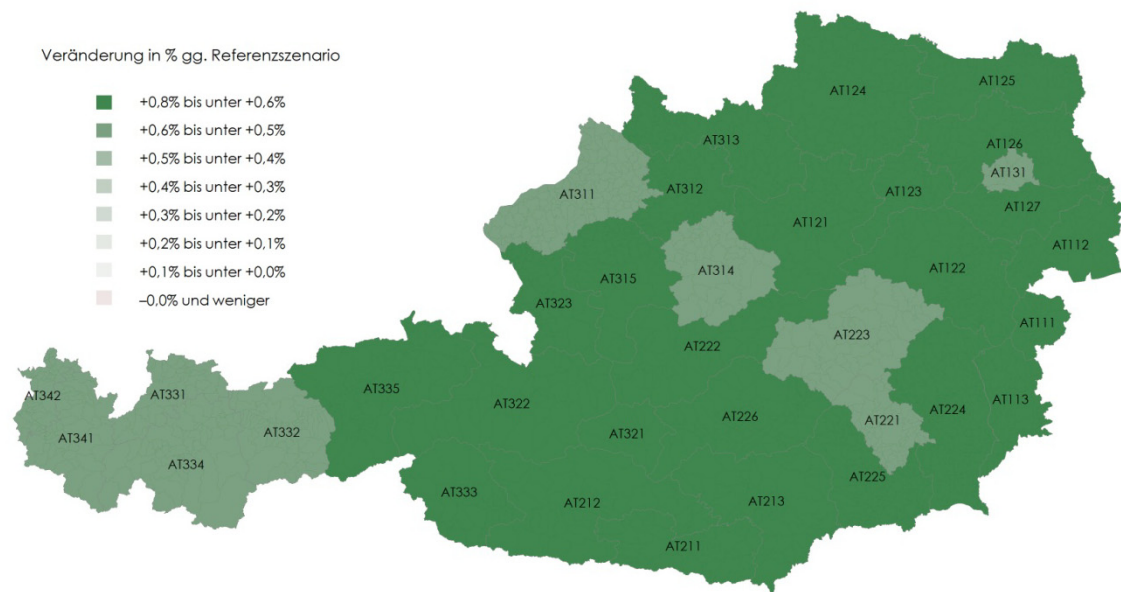 Veränderung in % gg. Referenzszenario
+0,8% bis unter +0,6%
+0,6% bis unter +0,5%
+0,5% bis unter +0,4%
+0,4% bis unter +0,3%
+0,3% bis unter +0,2%
+0,2% bis unter +0,1%
+0,1% bis unter +0,0%
–0,0% und weniger
AT125
AT124
AT313
AT126
AT131
AT312
AT123
AT311
AT127
AT121
AT112
AT314
AT122
AT315
AT323
AT111
AT223
AT222
AT335
AT342
AT331
AT322
AT113
AT224
AT226
AT221
AT321
AT332
AT341
AT334
AT225
AT333
AT212
AT213
AT211